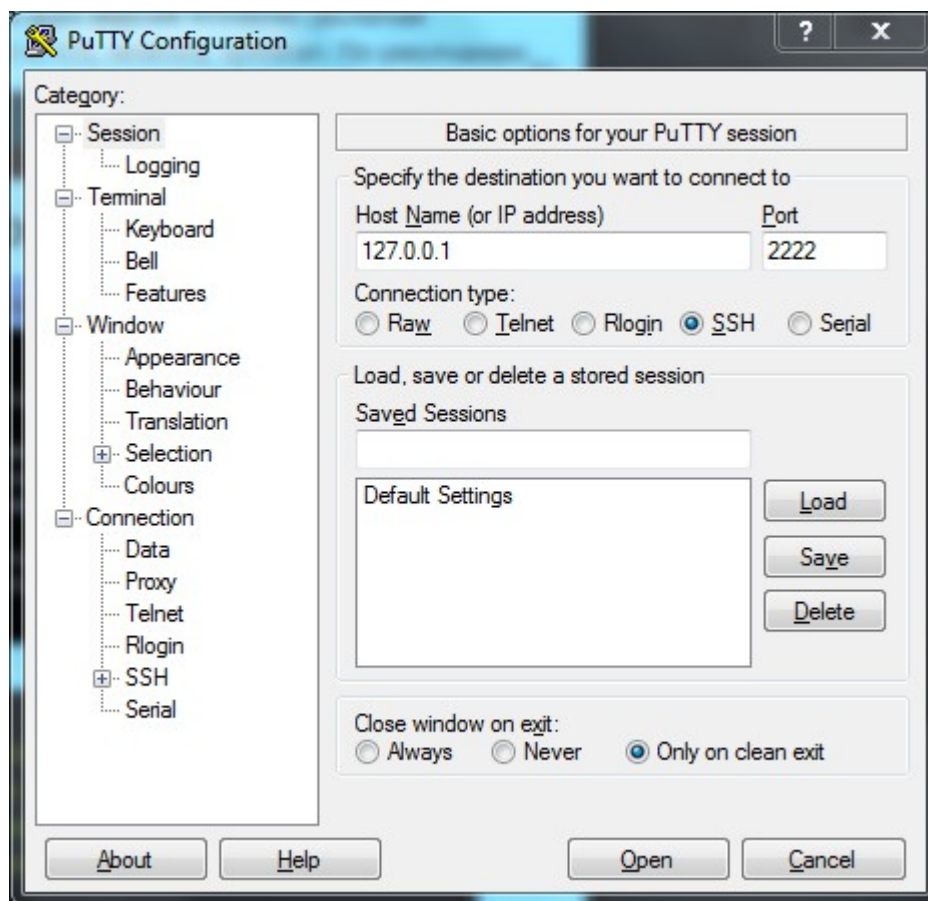 PuTTY Configuration
?
x
Category:
Session
Logging
Terminal
Keyboard
Bell
Features
Window
Appearance
Behaviour
Translation
Selection
Colours
Connection
Data
Proxy
Telnet
Rlogin
SSH
Serial
Basic options for your PuTTY session
Specify the destination you want to connect to
Host Name (or IP address) Port
127.0.0.1 2222
Connection type:
Raw Telnet Rlogin SSH Serial
Load, save or delete a stored session
Saved Sessions
Default Settings
Load
Save
Delete
Close window on exit:
Always Never Only on clean exit
About Help Open Cancel